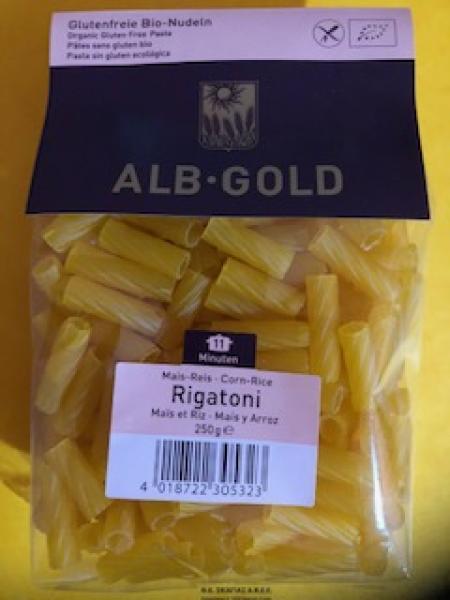 Glutenfreie Bio-Nudeln
Organic Gluten-Free Pasta
Pâtes sans gluten bio
Pasta sin gluten ecológica
ALB·GOLD
11
Minuten
Mais-Reis · Corn-Rice
Rigatoni
Maïs et Riz · Maís y Arroz
250g℮
4 018722 305323